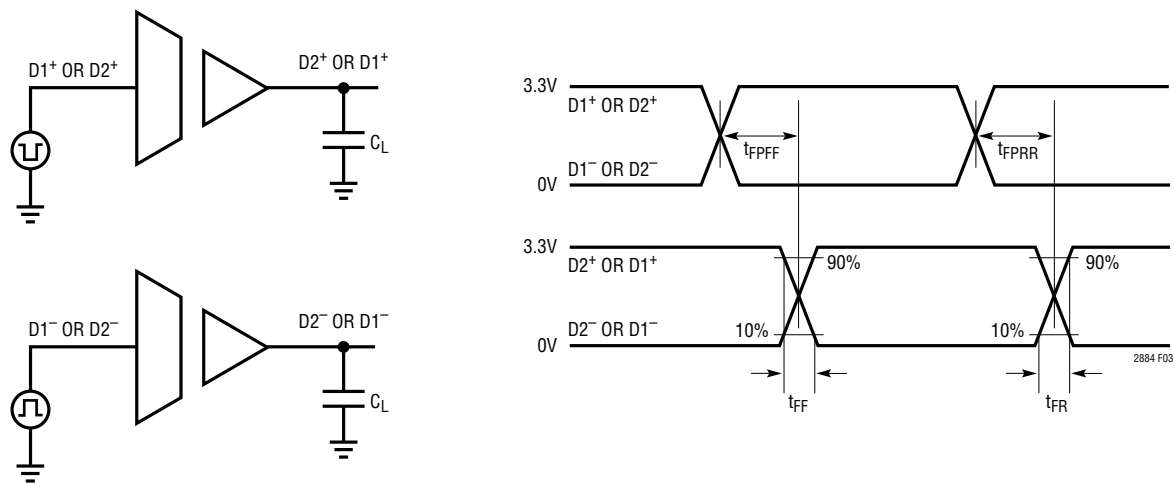 D1+ OR D2+
D2+ OR D1+
CL
D1– OR D2–
D2– OR D1–
CL
3.3V
D1+ OR D2+
tFPFF
tFPRR
D1– OR D2–
0V
3.3V
D2+ OR D1+
90%
90%
D2– OR D1–
10%
10%
0V
2884 F03
tFF
tFR